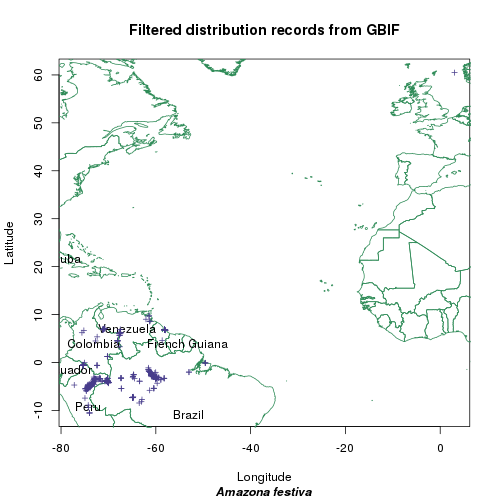 Filtered distribution records from GBIF
60
50
40
30
20
10
0
-10
Latitude
uba
Venezuela
Colombia
French Guiana
uador
Peru
Brazil
-80
-60
-40
-20
0
Longitude
Amazona festiva